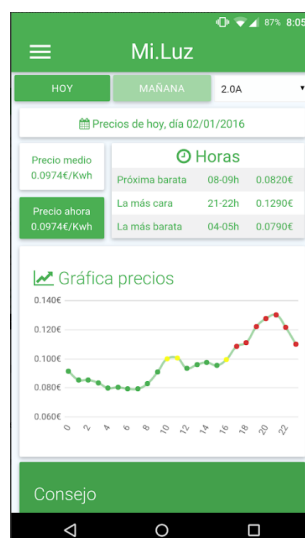 87% 8:05
Mi.Luz
HOY MAÑANA 2.0A
Precios de hoy, día 02/01/2016
Precio medio
0.0974€/Kwh
Precio ahora
0.0974€/Kwh
Horas
Próxima barata 08-09h 0.0820€
La más cara 21-22h 0.1290€
La más barata 04-05h 0.0790€
Gráfica precios
0.140€
0.120€
0.100€
0.080€
0.060€
0 2 4 6 8 10 12 14 16 18 20 22
Consejo